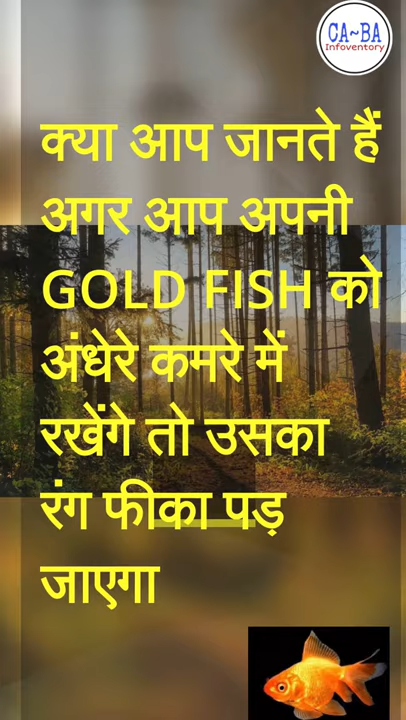 CA~BA
Infoventory
क्या आप जानते हैं
अगर आप अपनी
GOLD FISH को
अंधेरे कमरे में
रखेंगे तो उसका
रंग फीका पड़
जाएगा